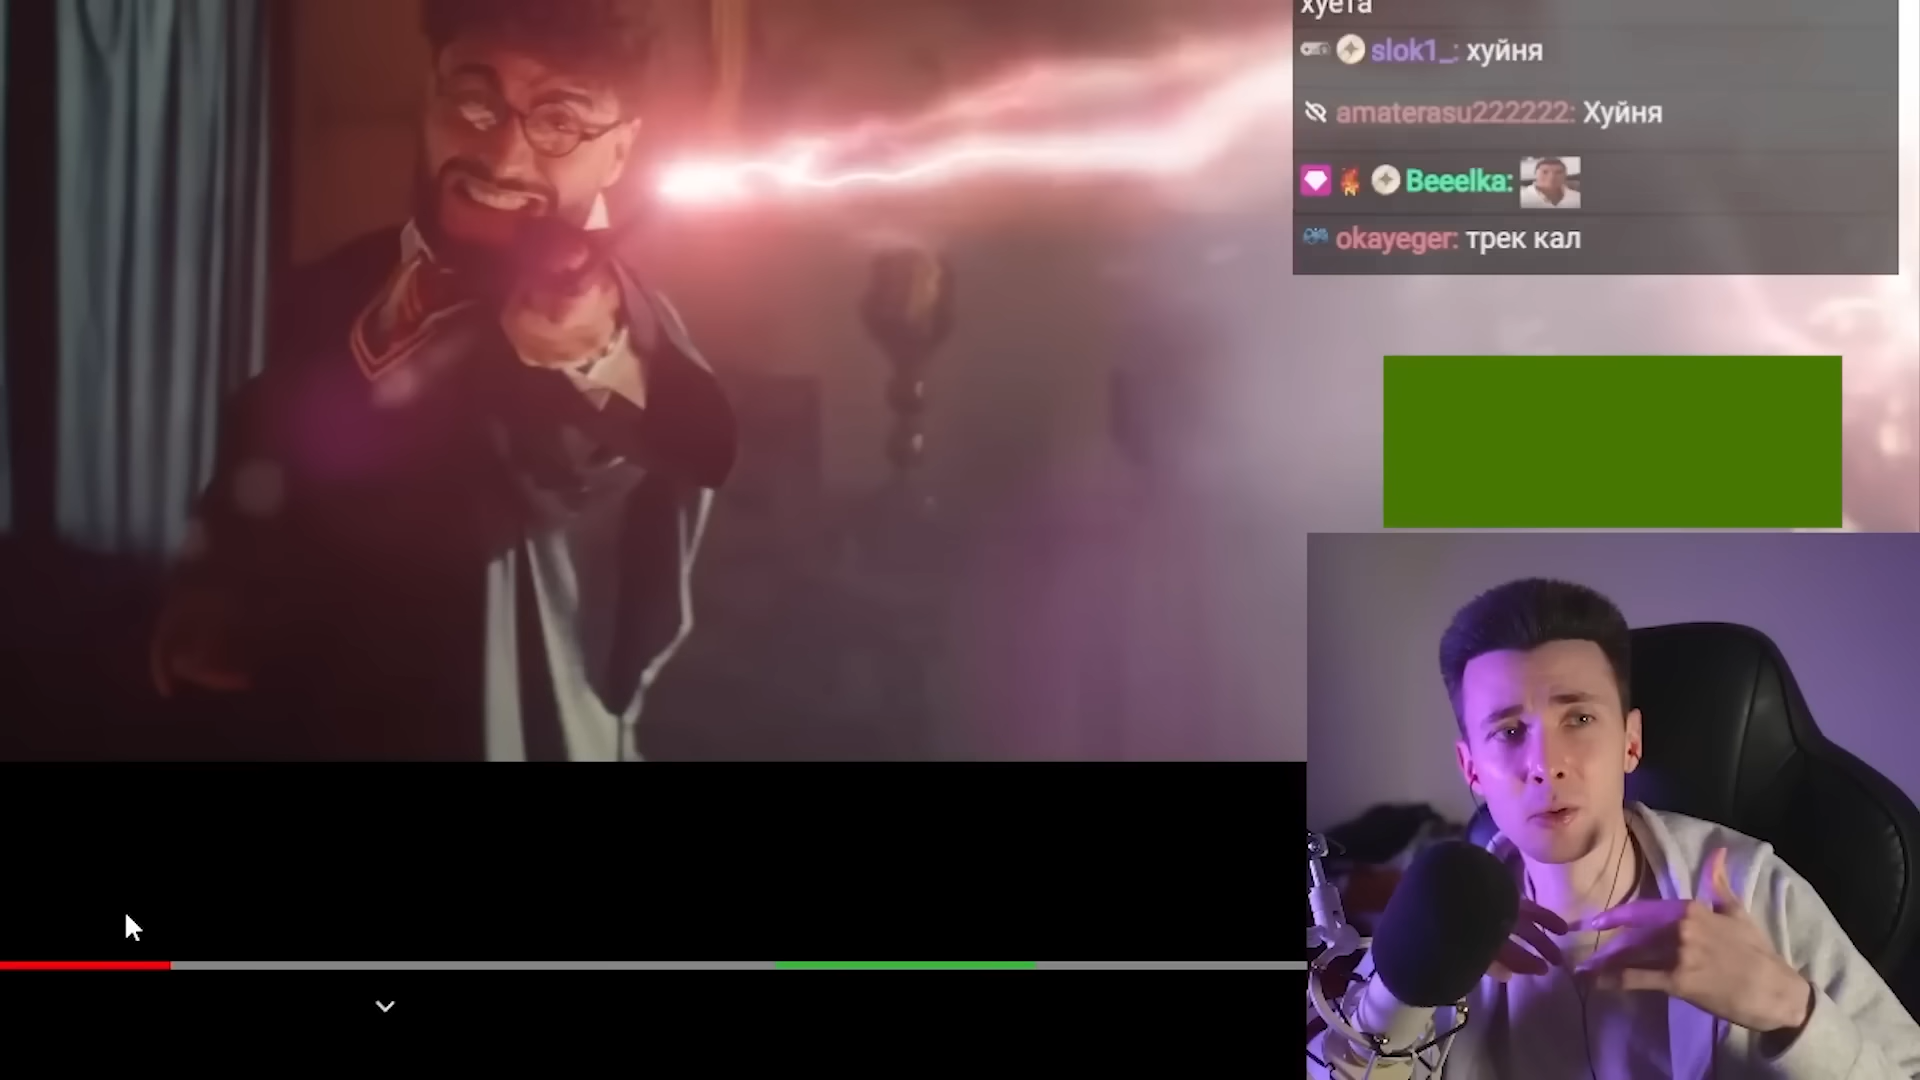 хуета
slok1_: хуйня
amaterasu222222: Хуйня
Beeelka:
okayeger: трек кал